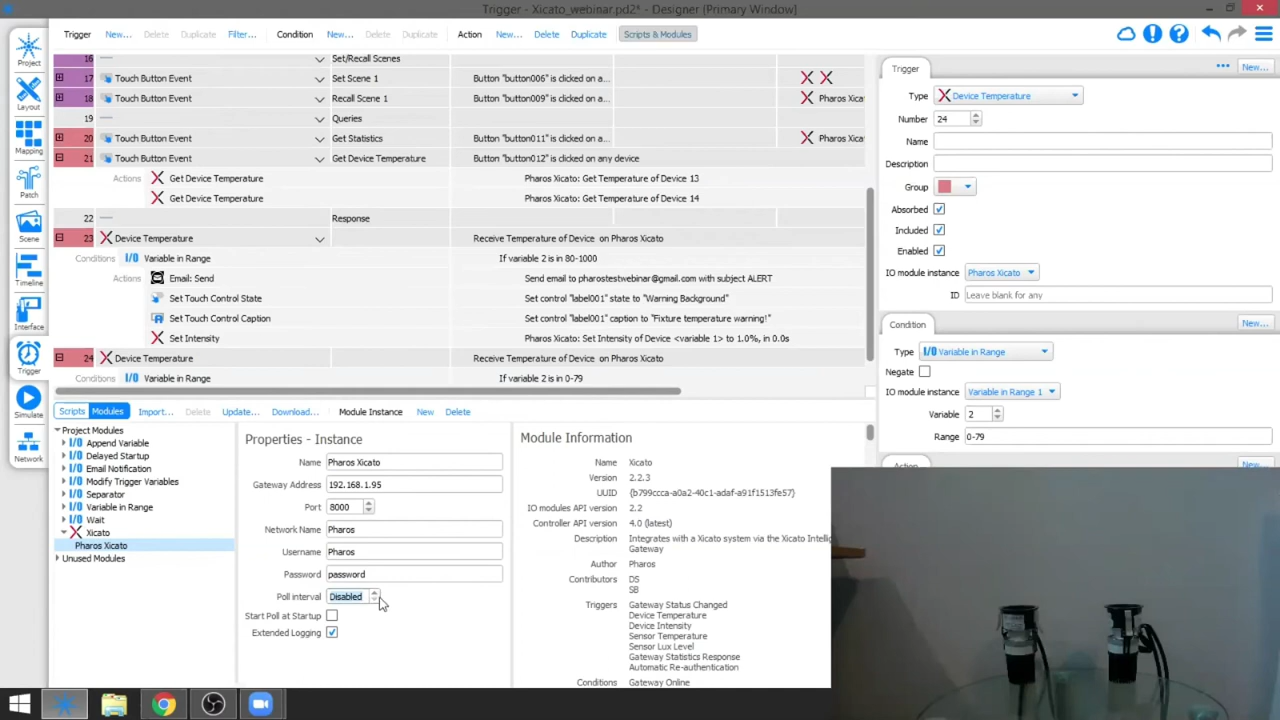 Trigger - Xicato_webinar.pd2* - Designer (Primary Window)
Trigger New... Delete Duplicate Filter... Condition New... Delete Duplicate Action New... Delete Duplicate Scripts & Modules
Project
Layout
Mapping
Patch
Scene
Timeline
Interface
Trigger
Simulate
Network
16 Set/Recall Scenes
17 Touch Button Event Set Scene 1 Button "button006" is clicked on a...
18 Touch Button Event Recall Scene 1 Button "button009" is clicked on a... Pharos Xica
19 Queries
20 Touch Button Event Get Statistics Button "button011" is clicked on a... Pharos Xica
21 Touch Button Event Get Device Temperature Button "button012" is clicked on any device
Actions Get Device Temperature Pharos Xicato: Get Temperature of Device 13
Get Device Temperature Pharos Xicato: Get Temperature of Device 14
22 Response
23 Device Temperature Receive Temperature of Device on Pharos Xicato
Conditions I/O Variable in Range If variable 2 is in 80-1000
Actions Email: Send Send email to pharostestwebinar@gmail.com with subject ALERT
Set Touch Control State Set control "label001" state to "Warning Background"
Set Touch Control Caption Set control "label001" caption to "Fixture temperature warning!"
Set Intensity Pharos Xicato: Set Intensity of Device <variable 1> to 1.0%, in 0.0s
24 Device Temperature Receive Temperature of Device on Pharos Xicato
Conditions I/O Variable in Range If variable 2 is in 0-79
Trigger ••• New...
Type Device Temperature
Number 24
Name
Description
Group
Absorbed
Included
Enabled
IO module instance Pharos Xicato
ID Leave blank for any
Condition New...
Type I/O Variable in Range
Negate
IO module instance Variable in Range 1
Variable 2
Range 0-79
Action New...
Scripts Modules Import... Delete Update... Download... Module Instance New Delete
Project Modules
I/O Append Variable
I/O Delayed Startup
I/O Email Notification
I/O Modify Trigger Variables
I/O Separator
I/O Variable in Range
I/O Wait
Xicato
Pharos Xicato
Unused Modules
Properties - Instance
Name Pharos Xicato
Gateway Address 192.168.1.95
Port 8000
Network Name Pharos
Username Pharos
Password password
Poll interval Disabled
Start Poll at Startup
Extended Logging
Module Information
Name Xicato
Version 2.2.3
UUID {b799ccca-a0a2-40c1-adaf-a91f1513fe57}
IO modules API version 2.2
Controller API version 4.0 (latest)
Description Integrates with a Xicato system via the Xicato Intelli
Gateway
Author Pharos
Contributors DS
SB
Triggers Gateway Status Changed
Device Temperature
Device Intensity
Sensor Temperature
Sensor Lux Level
Gateway Statistics Response
Automatic Re-authentication
Conditions Gateway Online